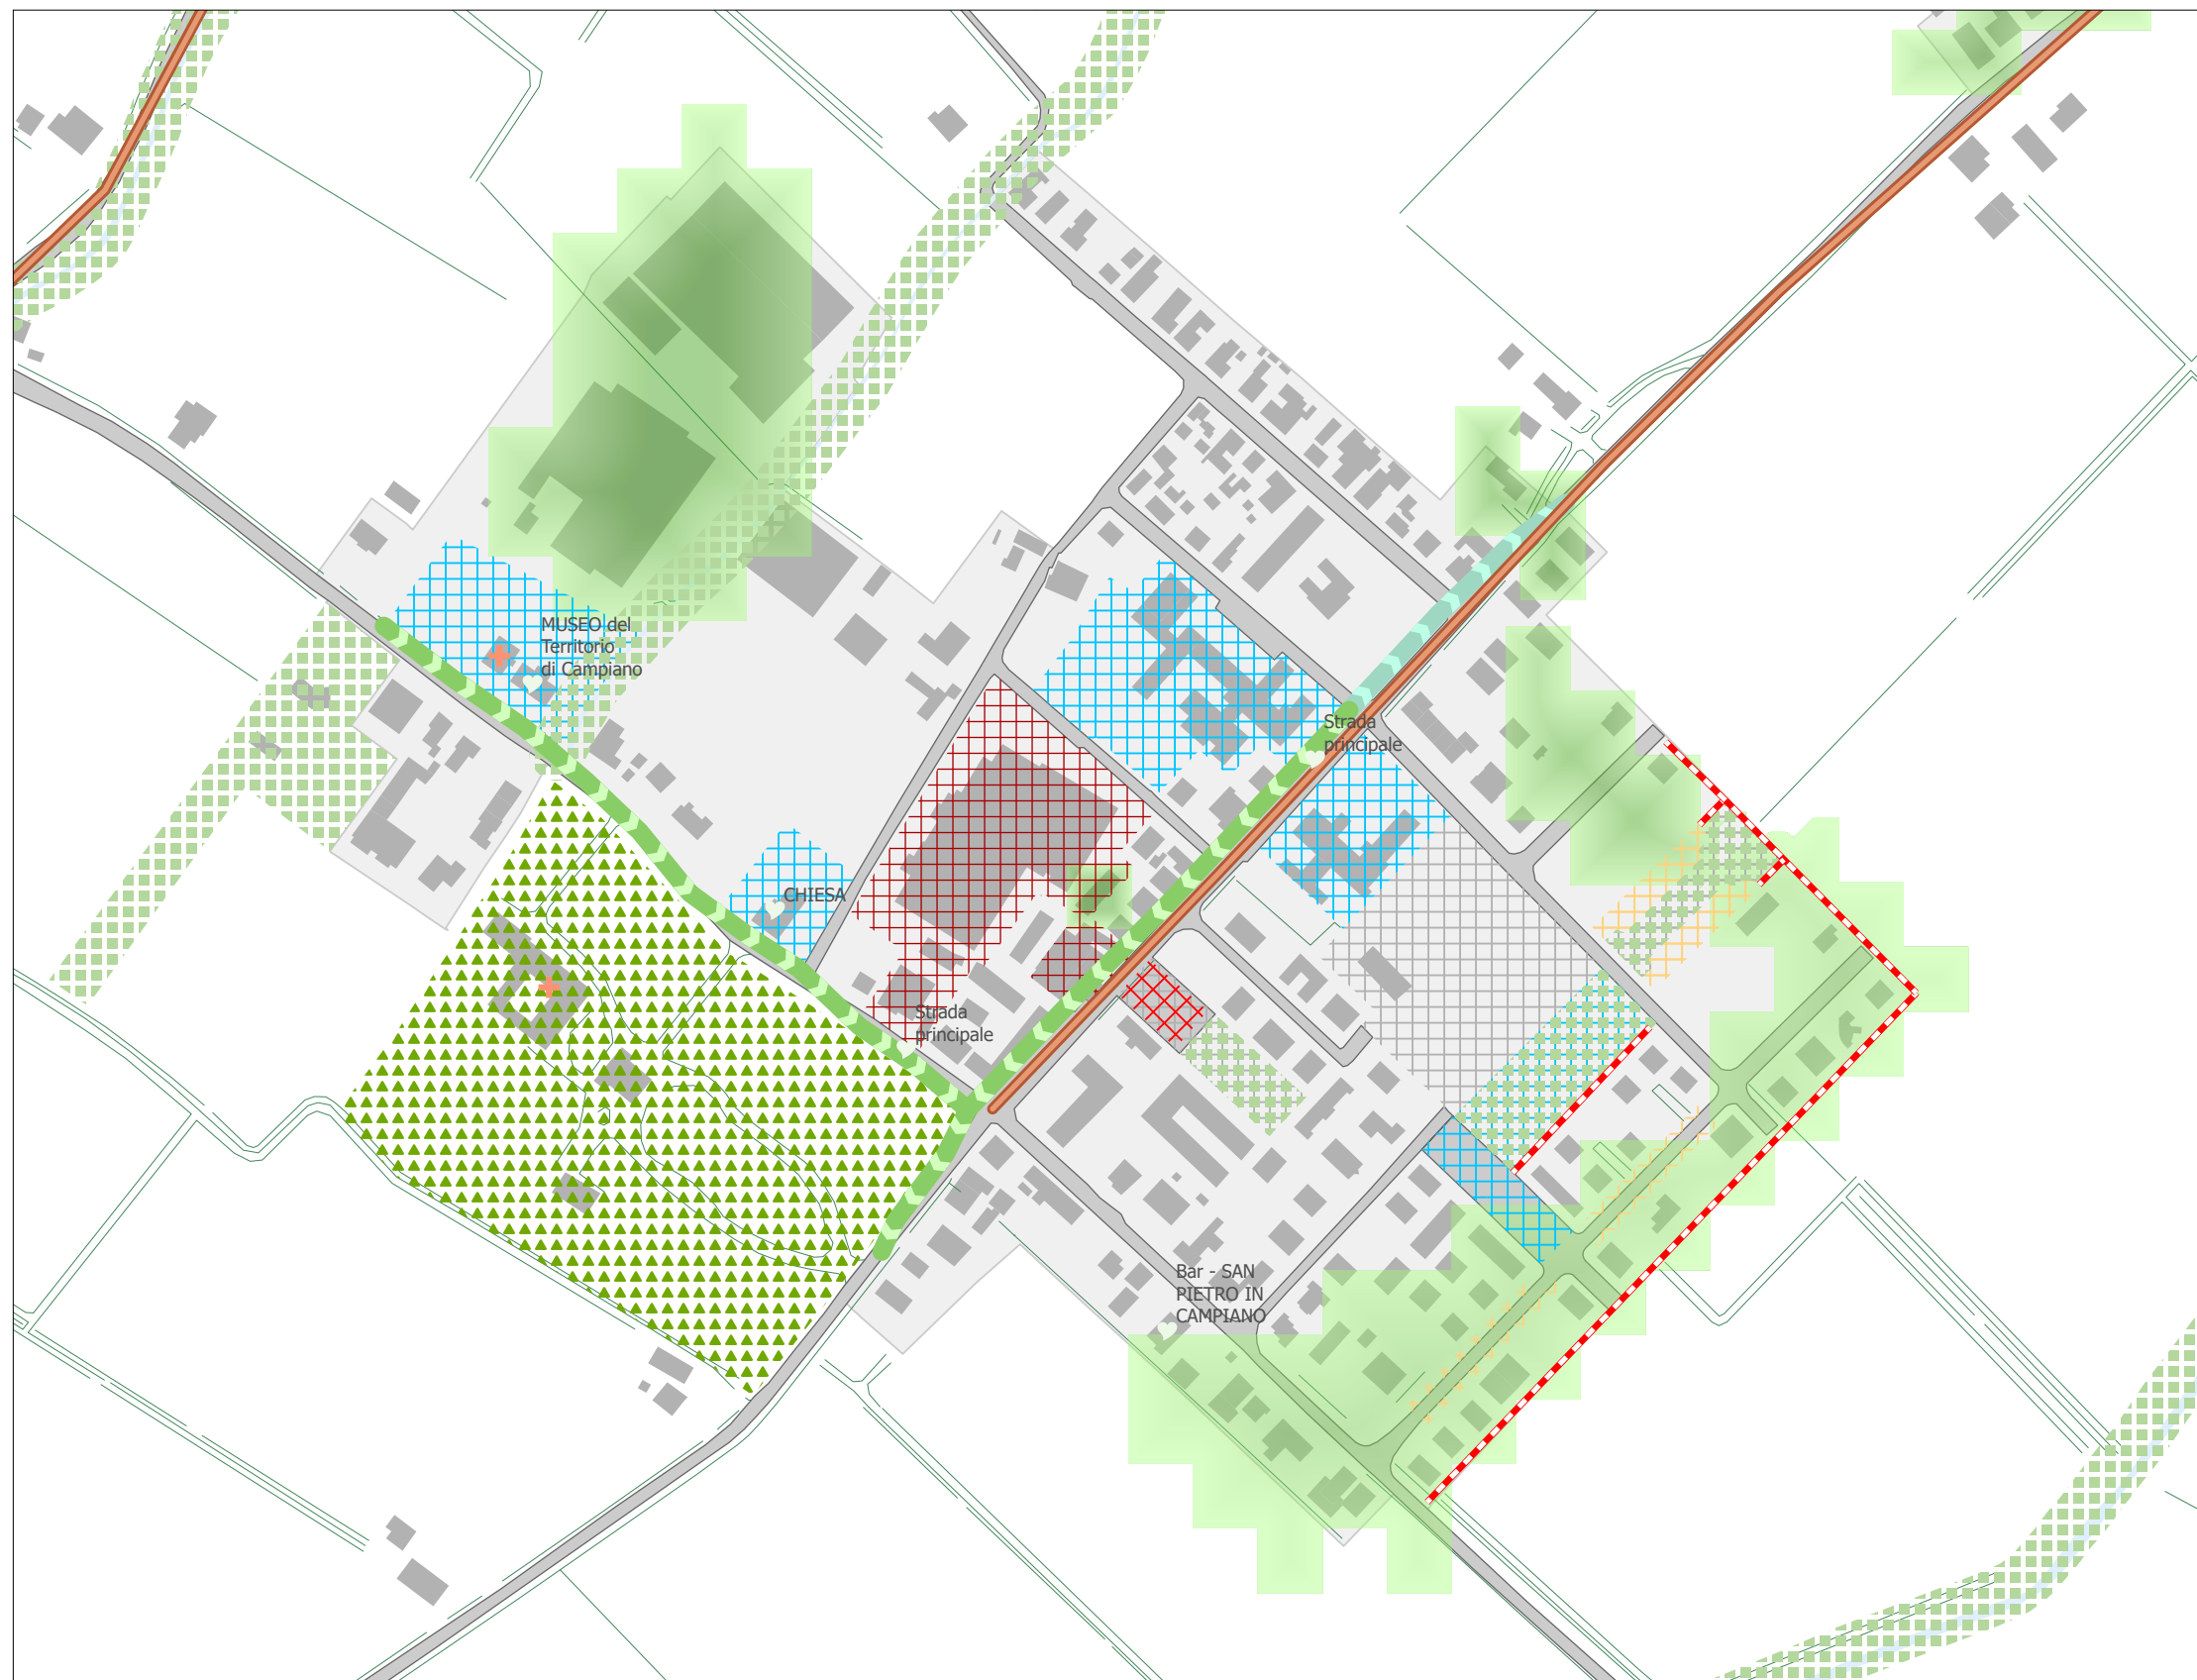 MUSEO del
Territorio
di Campiano
Strada
principale
CHIESA
Strada
principale
Bar - SAN
PIETRO IN
CAMPIANO